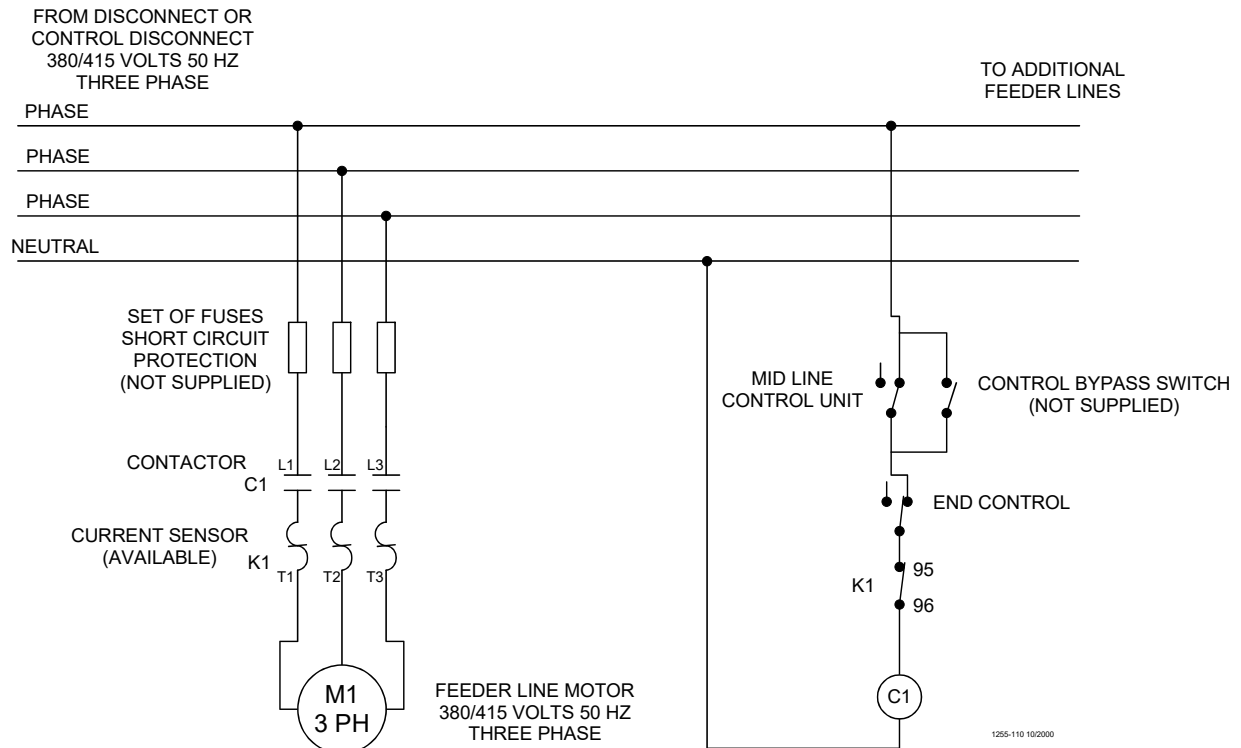 FROM DISCONNECT OR
CONTROL DISCONNECT
380/415 VOLTS 50 HZ
THREE PHASE
TO ADDITIONAL
FEEDER LINES
PHASE
PHASE
PHASE
NEUTRAL
SET OF FUSES
SHORT CIRCUIT
PROTECTION
(NOT SUPPLIED)
MID LINE
CONTROL UNIT
CONTROL BYPASS SWITCH
(NOT SUPPLIED)
CONTACTOR
C1
L1
L2
L3
END CONTROL
CURRENT SENSOR
(AVAILABLE)
K1
T1
T2
T3
K1
95
96
M1
3 PH
FEEDER LINE MOTOR
380/415 VOLTS 50 HZ
THREE PHASE
C1
1255-110 10/2000